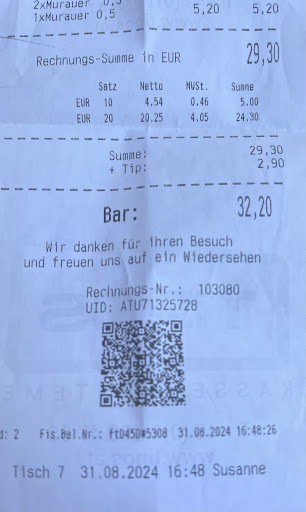 2xMurauer 0,5 5,20 5,20
1xMurauer 0,5
Rechnungs-Summe in EUR 29,30
Satz Netto MVSt. Summe
EUR 10 4,54 0.46 5.00
EUR 20 20,25 4,05 24,30
Summe: 29,30
+ Tip: 2,90
Bar: 32,20
Wir danken für ihren Besuch
und freuen uns auf ein Wiedersehen
Rechnungs-Nr.: 103080
UID: ATU71325728
d: 2 Fis.Bel.Nr.: ftD45D#5308 31.08.2024 16:48:26
Tisch 7 31.08.2024 16:48 Susanne